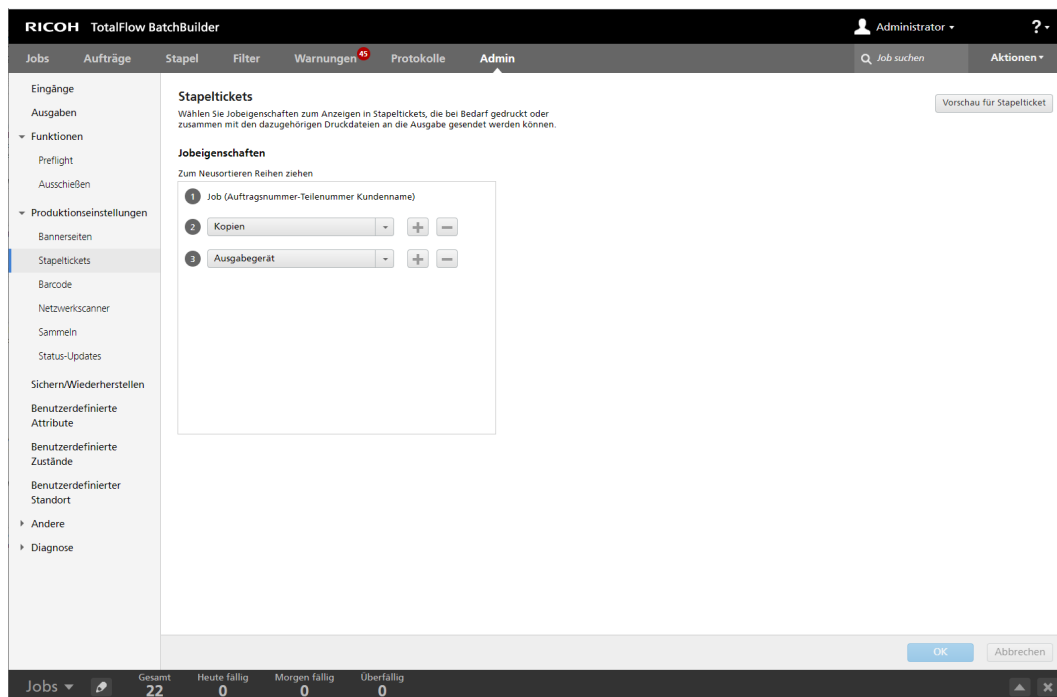 RICOH TotalFlow BatchBuilder
Administrator
?
Jobs Aufträge Stapel Filter Warnungen 45 Protokolle Admin
Job suchen
Aktionen
Eingänge
Ausgaben
Funktionen
Preflight
Ausschießen
Produktionseinstellungen
Bannerseiten
Stapeltickets
Barcode
Netzwerkscanner
Sammeln
Status-Updates
Sichern/Wiederherstellen
Benutzerdefinierte
Attribute
Benutzerdefinierte
Zustände
Benutzerdefinierter
Standort
Andere
Diagnose
Stapeltickets
Wählen Sie Jobeigenschaften zum Anzeigen in Stapeltickets, die bei Bedarf gedruckt oder
zusammen mit den dazugehörigen Druckdateien an die Ausgabe gesendet werden können.
Vorschau für Stapelticket
Jobeigenschaften
Zum Neusortieren Reihen ziehen
1 Job (Auftragsnummer-Teilenummer Kundenname)
2 Kopien
3 Ausgabegerät
OK Abbrechen
Jobs
Gesamt
22
Heute fällig
0
Morgen fällig
0
Überfällig
0